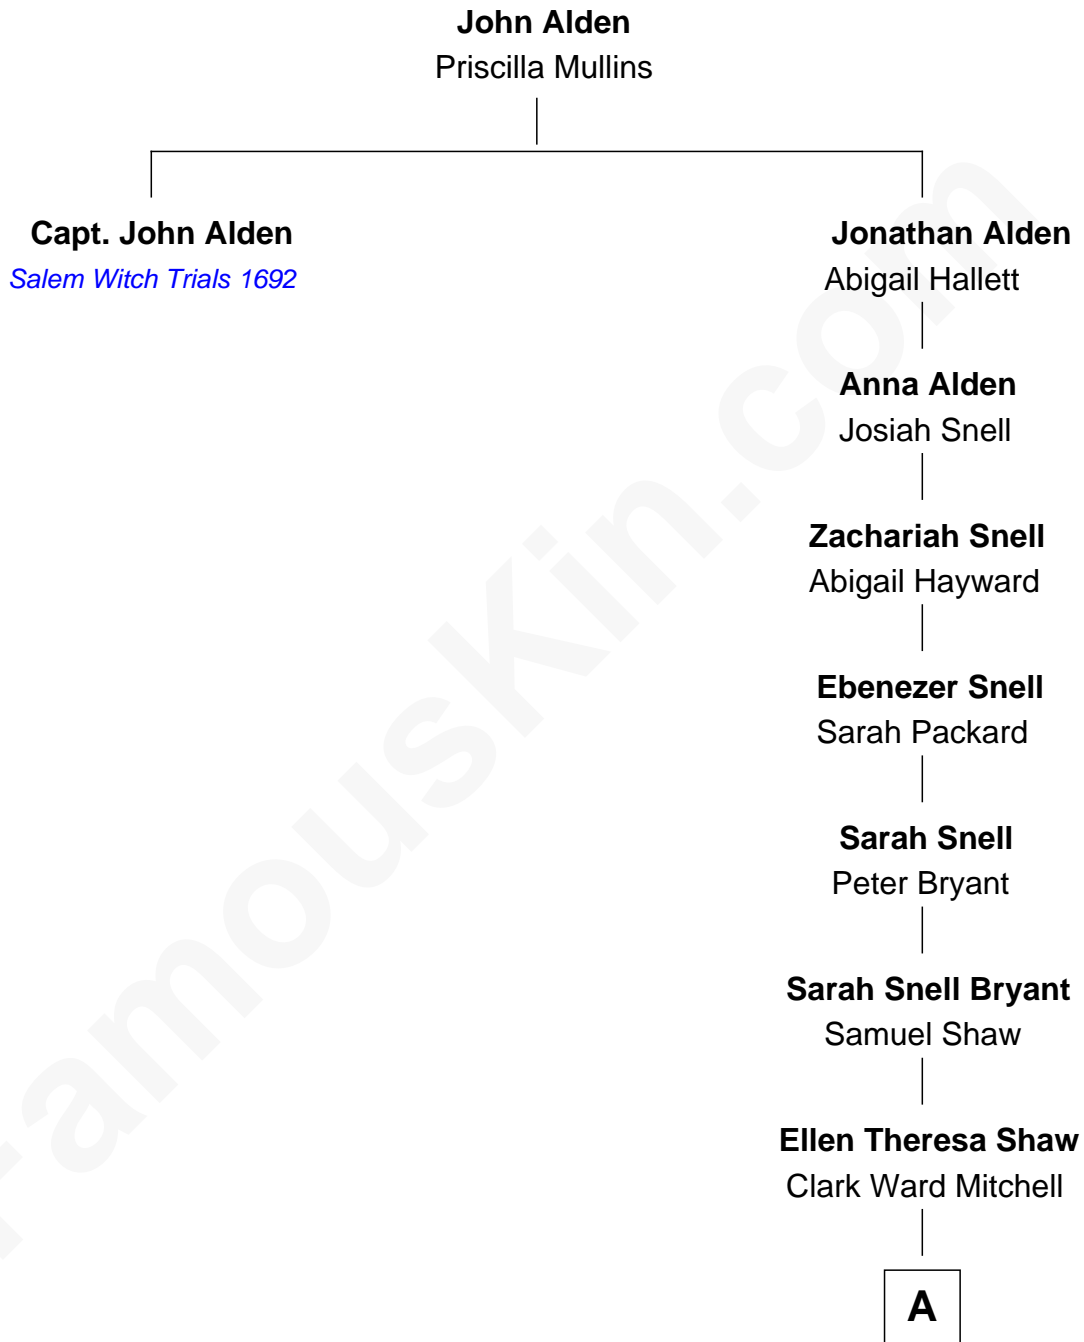 John Alden
Priscilla Mullins
Capt. John Alden
Salem Witch Trials 1692
Jonathan Alden
Abigail Hallett
Anna Alden
Josiah Snell
Zachariah Snell
Abigail Hayward
Ebenezer Snell
Sarah Packard
Sarah Snell
Peter Bryant
Sarah Snell Bryant
Samuel Shaw
Ellen Theresa Shaw
Clark Ward Mitchell
A
FamousKin.com